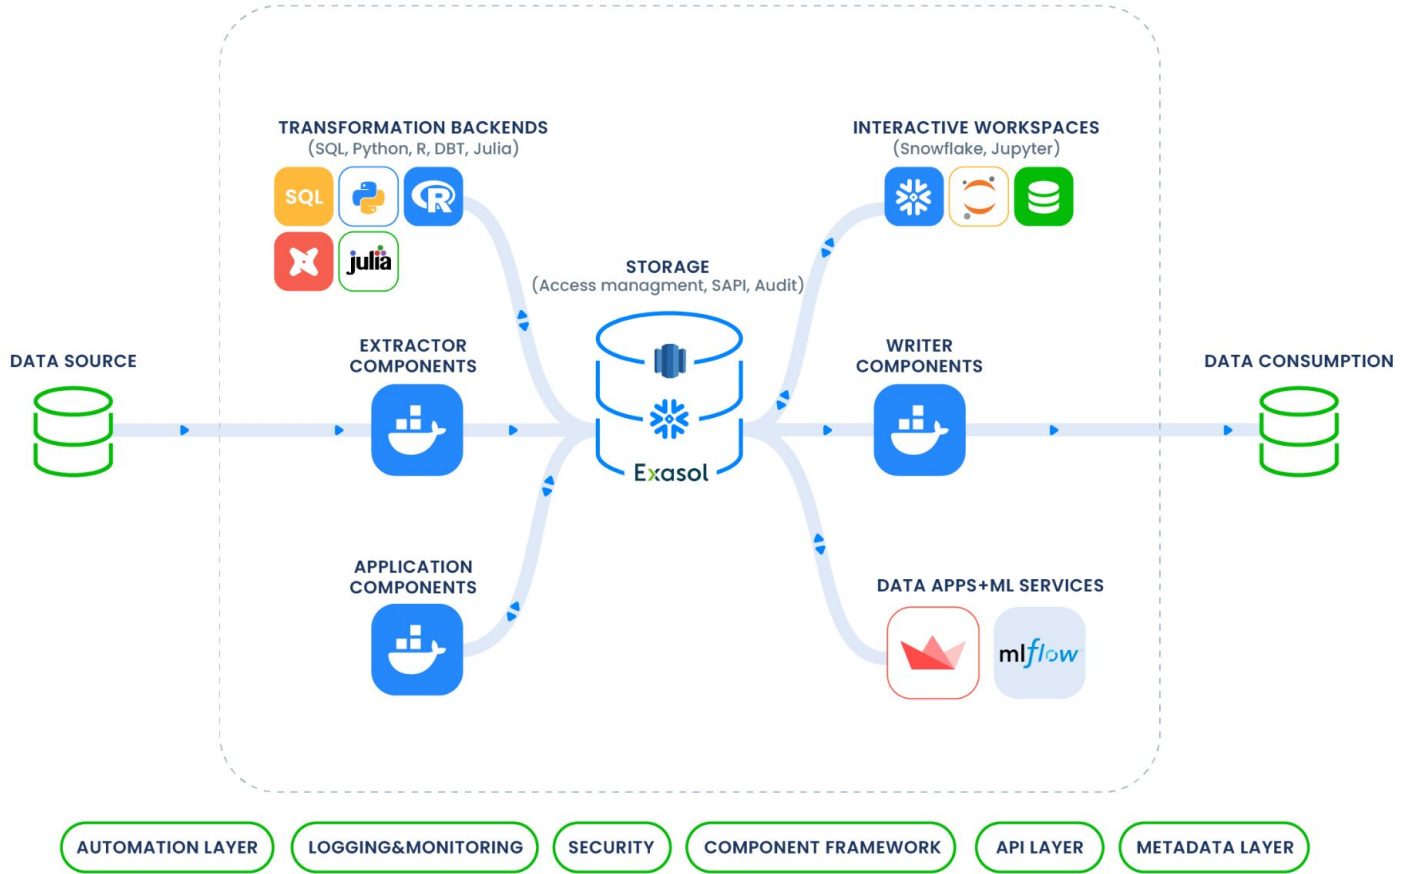 TRANSFORMATION BACKENDS
(SQL, Python, R, DBT, Julia)
SQL
R
julia
INTERACTIVE WORKSPACES
(Snowflake, Jupyter)
STORAGE
(Access managment, SAPI, Audit)
Exasol
DATA SOURCE
EXTRACTOR
COMPONENTS
WRITER
COMPONENTS
DATA CONSUMPTION
APPLICATION
COMPONENTS
DATA APPS+ML SERVICES
mlflow
AUTOMATION LAYER
LOGGING&MONITORING
SECURITY
COMPONENT FRAMEWORK
API LAYER
METADATA LAYER